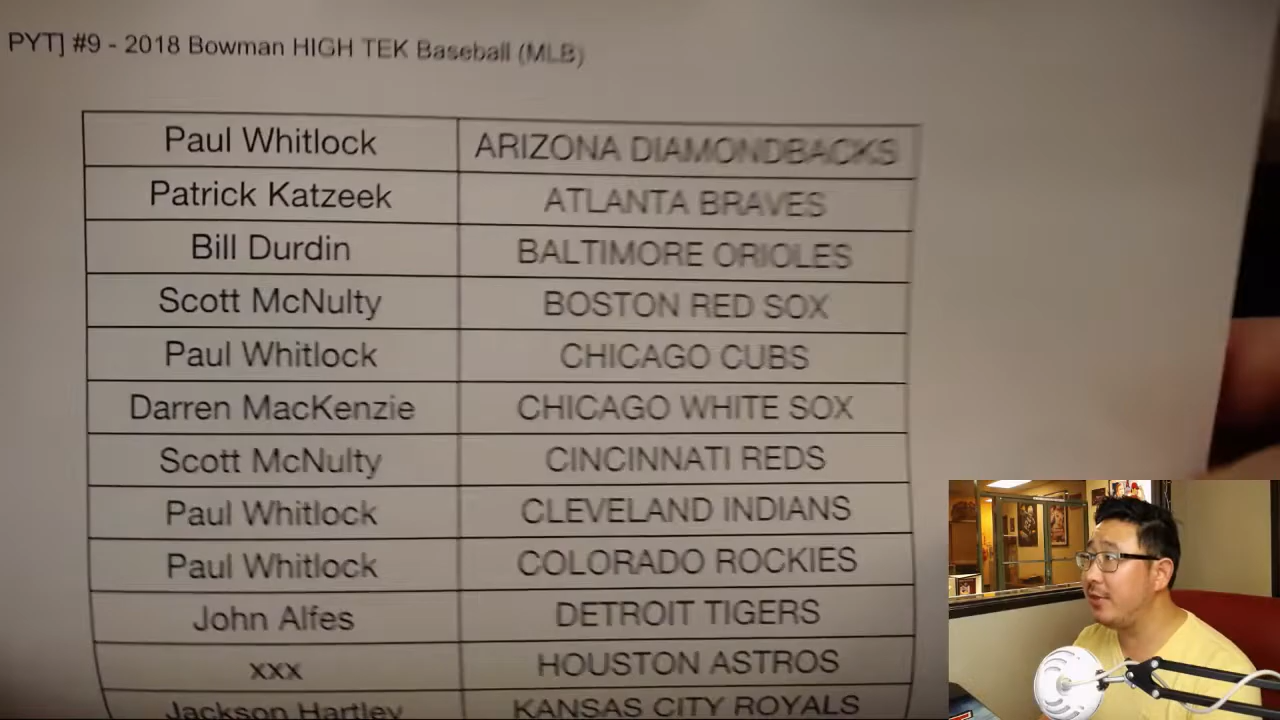 PYT] #9 - 2018 Bowman HIGH TEK Baseball (MLB)
Paul Whitlock ARIZONA DIAMONDBACKS
Patrick Katzeek ATLANTA BRAVES
Bill Durdin BALTIMORE ORIOLES
Scott McNulty BOSTON RED SOX
Paul Whitlock CHICAGO CUBS
Darren MacKenzie CHICAGO WHITE SOX
Scott McNulty CINCINNATI REDS
Paul Whitlock CLEVELAND INDIANS
Paul Whitlock COLORADO ROCKIES
John Alfes DETROIT TIGERS
xxx HOUSTON ASTROS
Jackson KANSAS CITY ROYALS